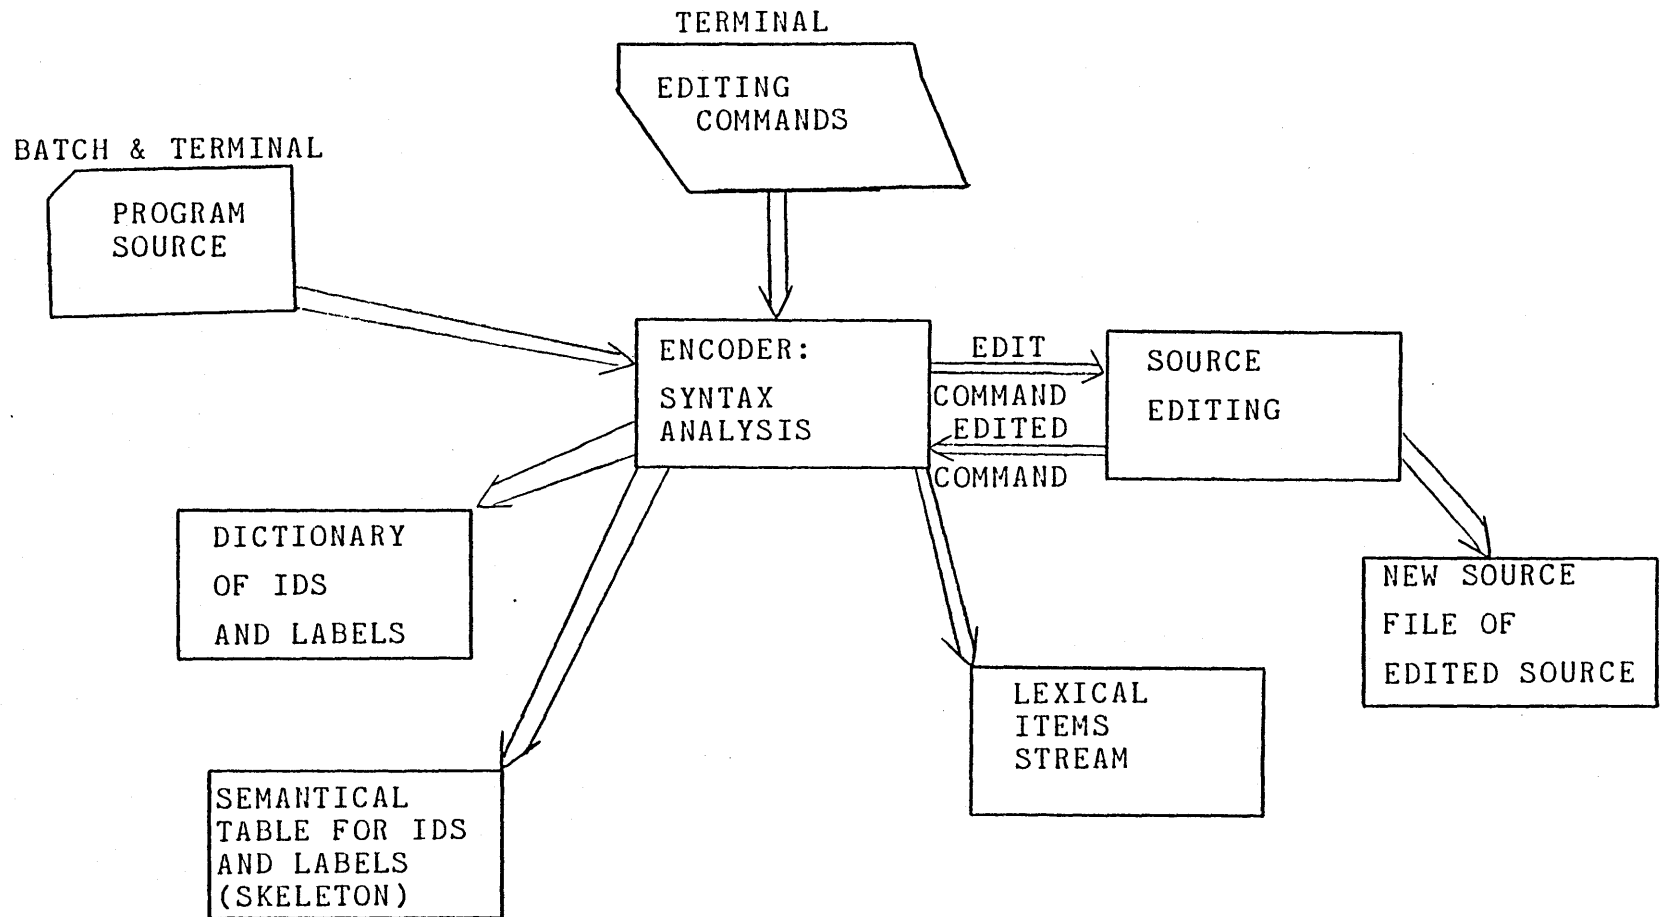 TERMINAL
EDITING
COMMANDS
BATCH & TERMINAL
PROGRAM
SOURCE
ENCODER:
SYNTAX
ANALYSIS
EDIT
COMMAND
EDITED
COMMAND
SOURCE
EDITING
DICTIONARY
OF IDS
AND LABELS
NEW SOURCE
FILE OF
EDITED SOURCE
LEXICAL
ITEMS
STREAM
SEMANTICAL
TABLE FOR IDS
AND LABELS
(SKELETON)